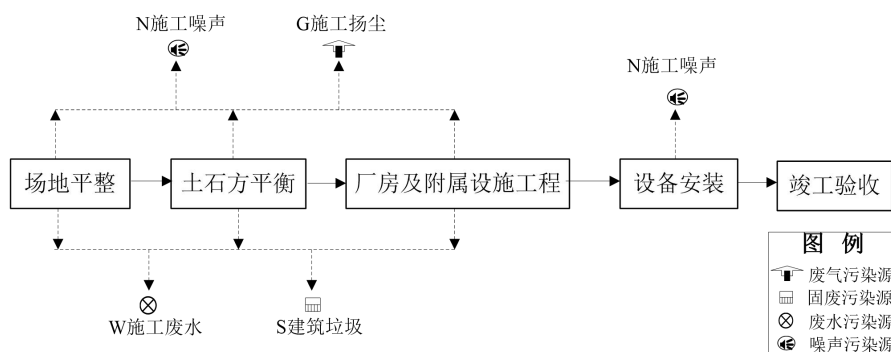 N施工噪声
G施工扬尘
N施工噪声
场地平整
土石方平衡
厂房及附属设施工程
设备安装
竣工验收
W施工废水
S建筑垃圾
图 例
废气污染源
固废污染源
废水污染源
噪声污染源